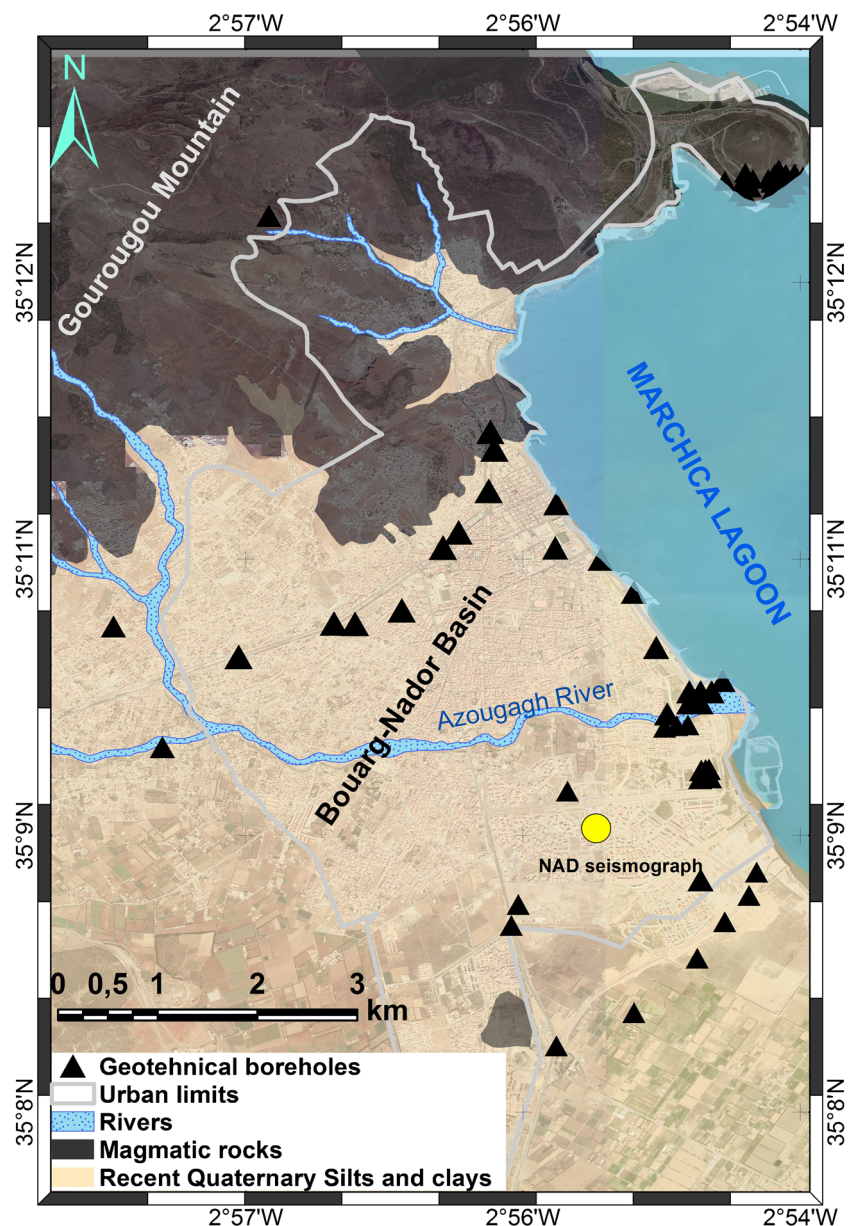 2°57'W 2°56'W 2°54'W
N
Gourougou Mountain
35°12'N 35°12'N
MARCHICA LAGOON
35°11'N 35°11'N
Bouarg-Nador Basin
Azougagh River
35°9'N 35°9'N
NAD seismograph
0 0,5 1 2 3
km
35°8'N 35°8'N
Geotehnical boreholes
Urban limits
Rivers
Magmatic rocks
Recent Quaternary Silts and clays
2°57'W 2°56'W 2°54'W